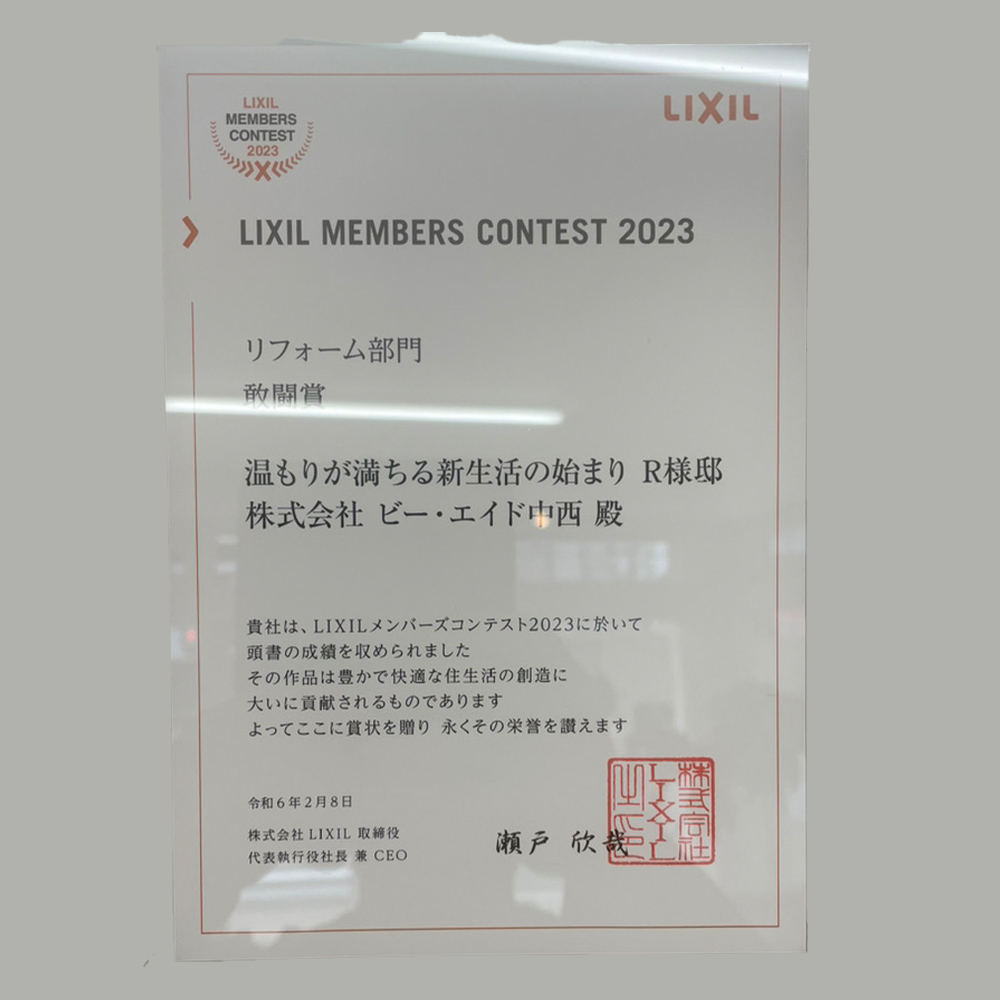 LIXIL
MEMBERS
CONTEST
2023
LIXIL
LIXIL MEMBERS CONTEST 2023
リフォーム部門
敢闘賞
温もりが満ちる新生活の始まり R様邸
株式会社 ビー・エイド中西 殿
貴社は、LIXILメンバーズコンテスト2023に於いて
頭書の成績を収められました
その作品は豊かで快適な住生活の創造に
大いに貢献されるものであります
よってここに賞状を贈り 永くその栄誉を讃えます
令和6年2月8日
株式会社 LIXIL 取締役
代表執行役社長 兼 CEO
瀬戸 欣哉
株式会社
LIXIL
之印